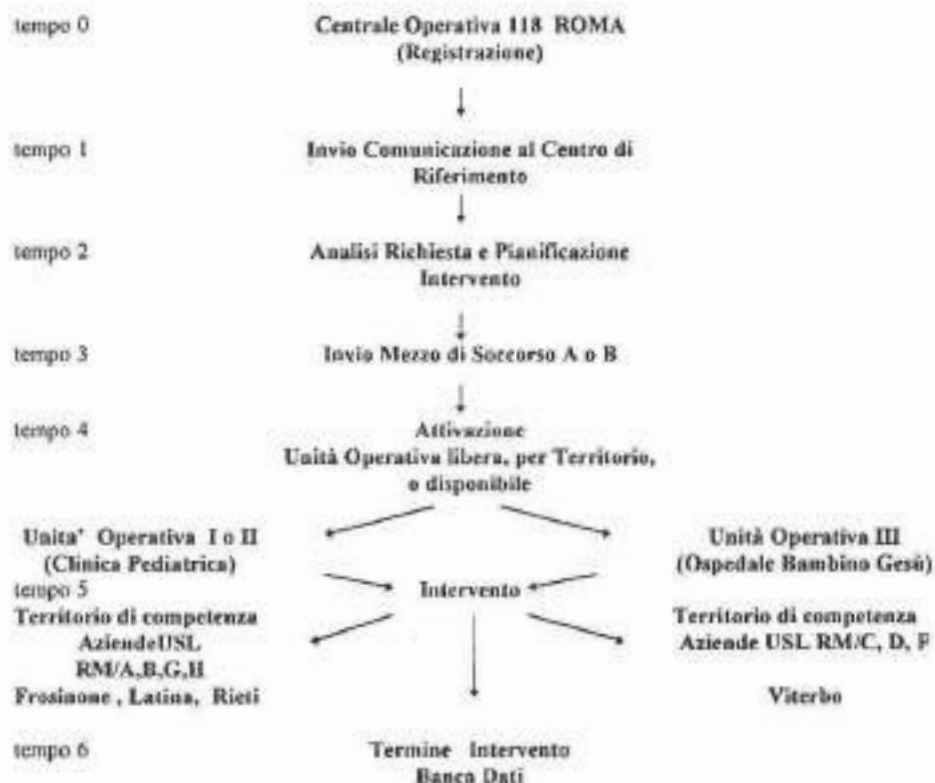 tempo 0
Centrale Operativa 118 ROMA
(Registrazione)
tempo 1
Invio Comunicazione al Centro di
Riferimento
tempo 2
Analisi Richiesta e Pianificazione
Intervento
tempo 3
Invio Mezzo di Soccorso A o B
tempo 4
Attivazione
Unità Operativa libera, per Territorio,
o disponibile
Unita' Operativa I o II
(Clinica Pediatrica)
Unità Operativa III
(Ospedale Bambino Gesù)
tempo 5
Intervento
Territorio di competenza
AziendeUSL
RM/A,B,G,H
Frosinone , Latina, Rieti
Territorio di competenza
Aziende USL RM/C, D, F
Viterbo
tempo 6
Termine Intervento
Banca Dati